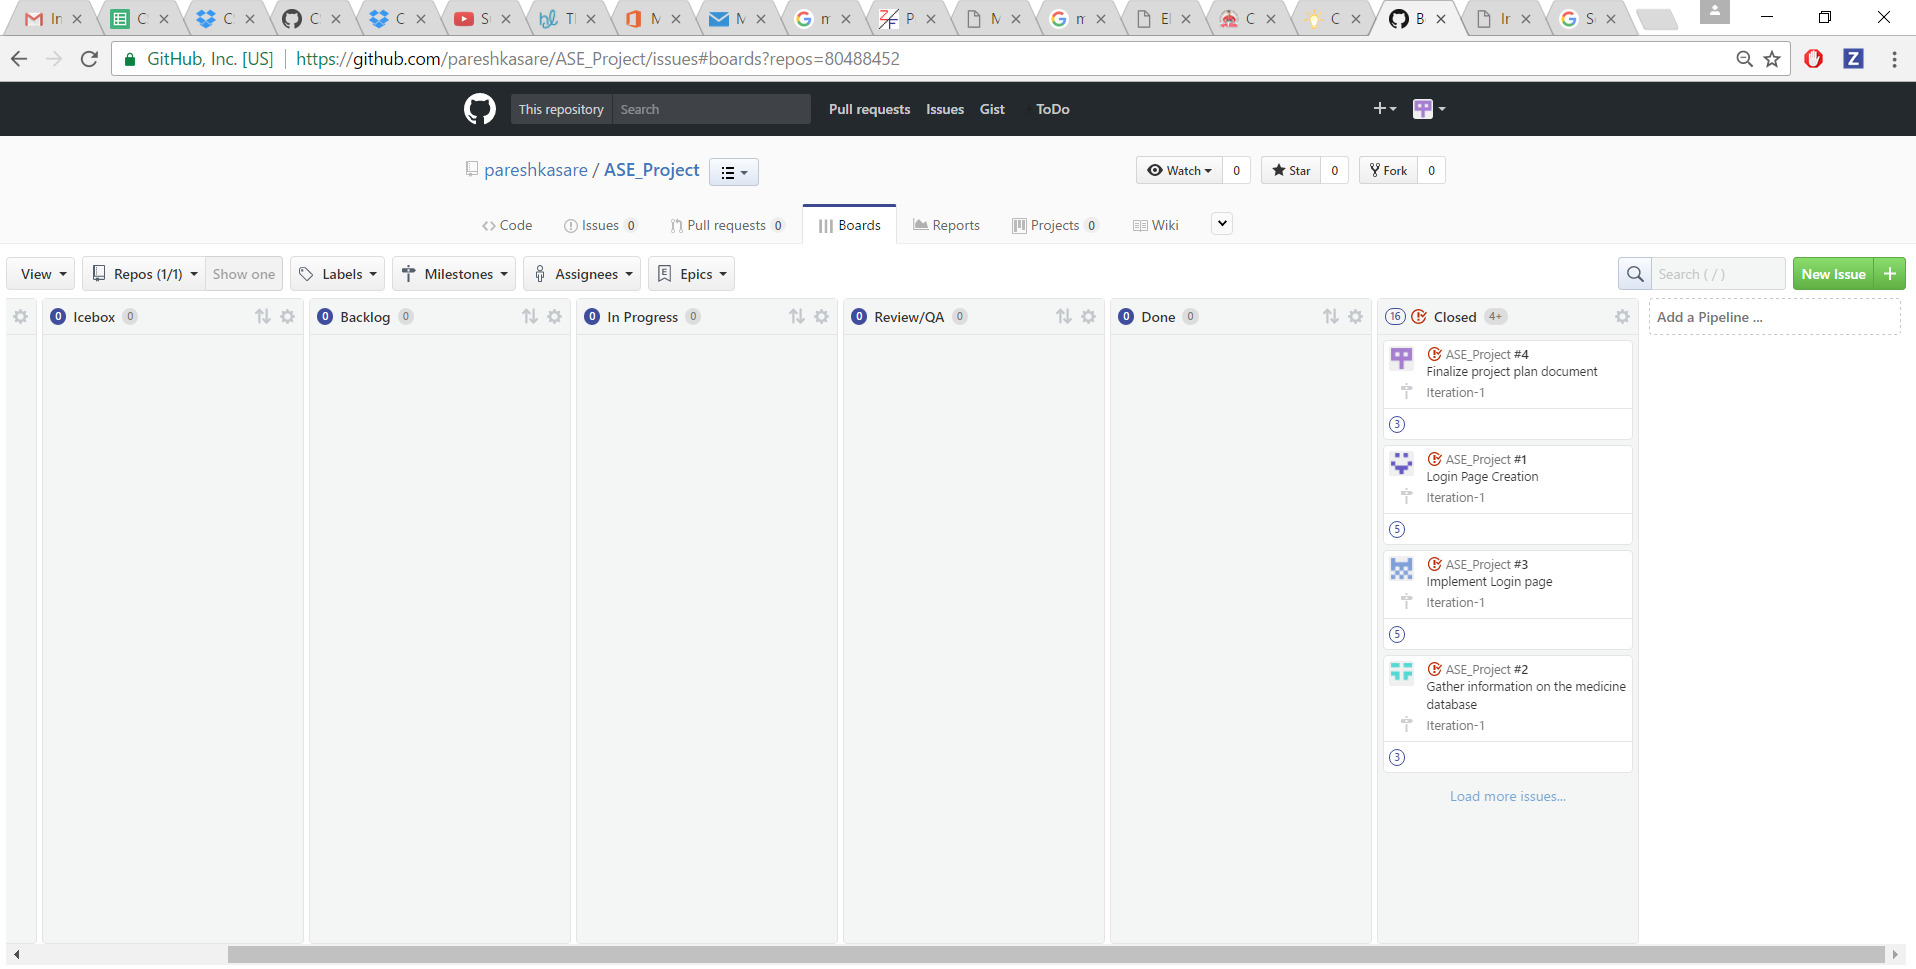 In
C
C
C
C
S
Tl
M
M
m
P
M
m
El
C
C
B
In
S
GitHub, Inc. [US] https://github.com/pareshkasare/ASE_Project/issues#boards?repos=80488452
This repository Search Pull requests Issues Gist ToDo
pareshkasare / ASE_Project Watch 0 Star 0 Fork 0
Code Issues 0 Pull requests 0 Boards Reports Projects 0 Wiki
View Repos (1/1) Show one Labels Milestones Assignees Epics Search ( / ) New Issue +
0 Icebox 0
0 Backlog 0
0 In Progress 0
0 Review/QA 0
0 Done 0
16 Closed 4+
Add a Pipeline ...
ASE_Project #4
Finalize project plan document
Iteration-1
3
ASE_Project #1
Login Page Creation
Iteration-1
5
ASE_Project #3
Implement Login page
Iteration-1
5
ASE_Project #2
Gather information on the medicine
database
Iteration-1
3
Load more issues...